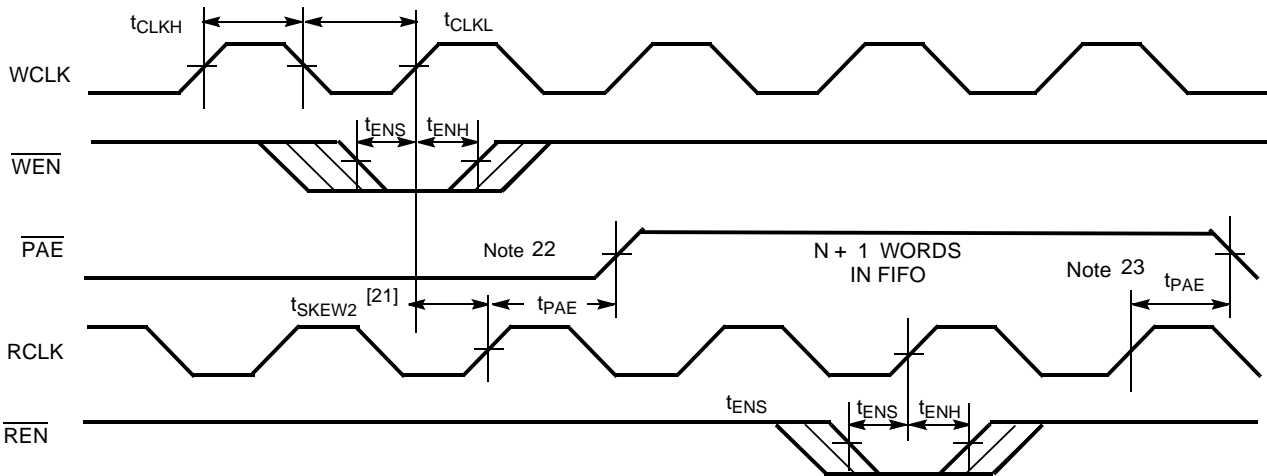 tCLKH
tCLKL
WCLK
tENS
tENH
WEN
PAE
Note 22
N + 1 WORDS
IN FIFO
Note 23
tPAE
tSKEW2 [21]
tPAE
RCLK
tENS
tENS
tENH
REN